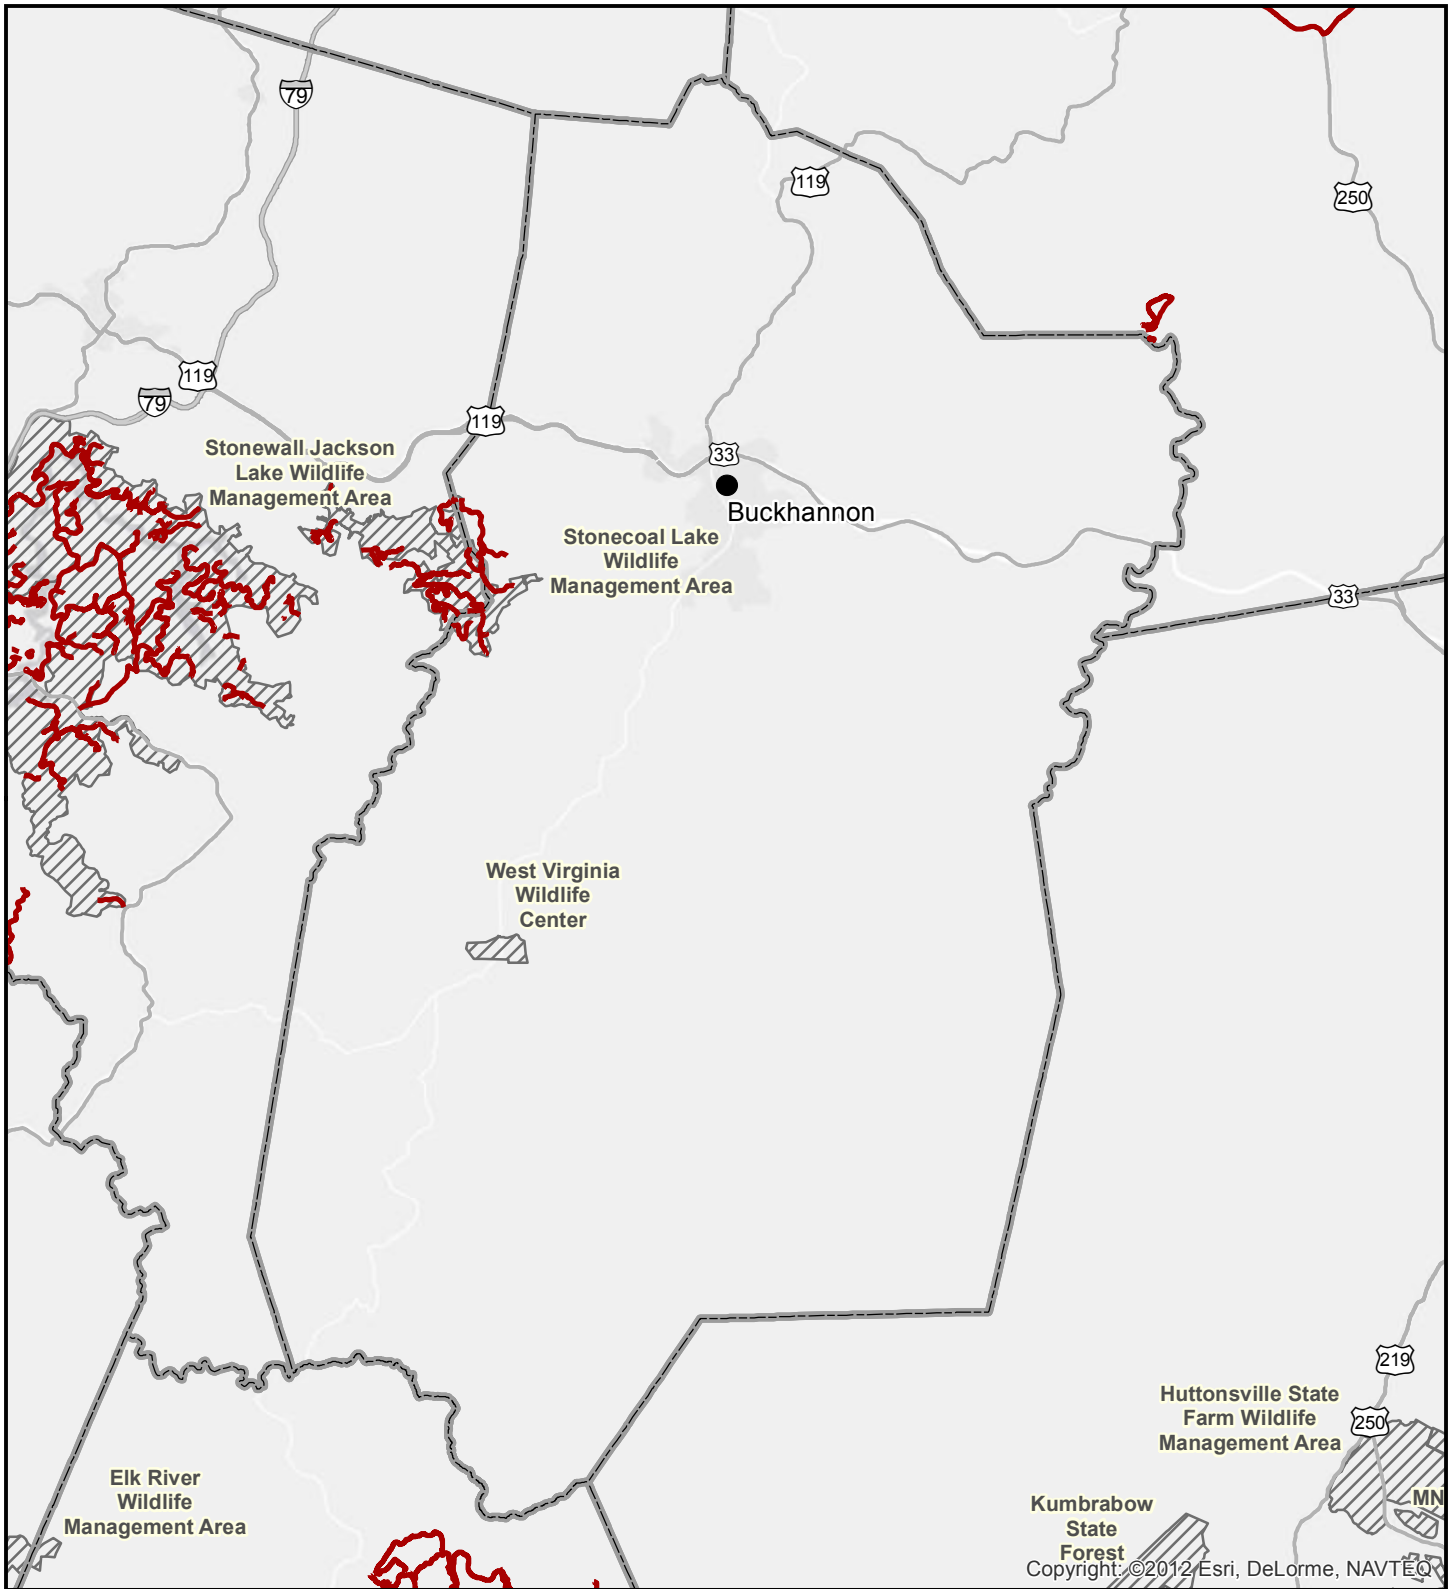 79
119
250
119
79
119
33
Stonewall Jackson
Lake Wildlife
Management Area
Buckhannon
Stonecoal Lake
Wildlife
Management Area
33
West Virginia
Wildlife
Center
219
Huttonsville State
Farm Wildlife
Management Area
250
Elk River
Wildlife
Management Area
MN
Kumbrabow
State
Forest
Copyright: ©2012 Esri, DeLorme, NAVTEQ